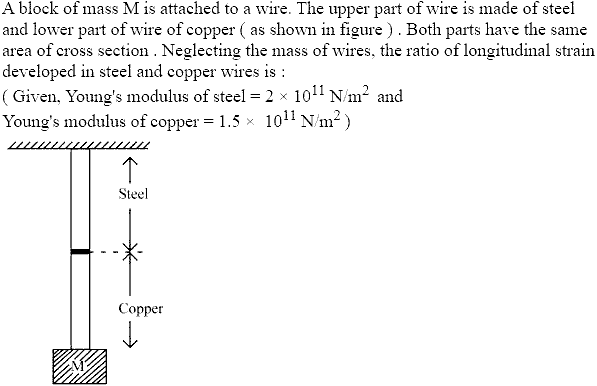 A block of mass M is attached to a wire. The upper part of wire is made of steel
and lower part of wire of copper ( as shown in figure ) . Both parts have the same
area of cross section . Neglecting the mass of wires, the ratio of longitudinal strain
developed in steel and copper wires is :
( Given, Young's modulus of steel = 2 × 10¹¹ N/m² and
Young's modulus of copper = 1.5 × 10¹¹ N/m² )
Steel
Copper
M